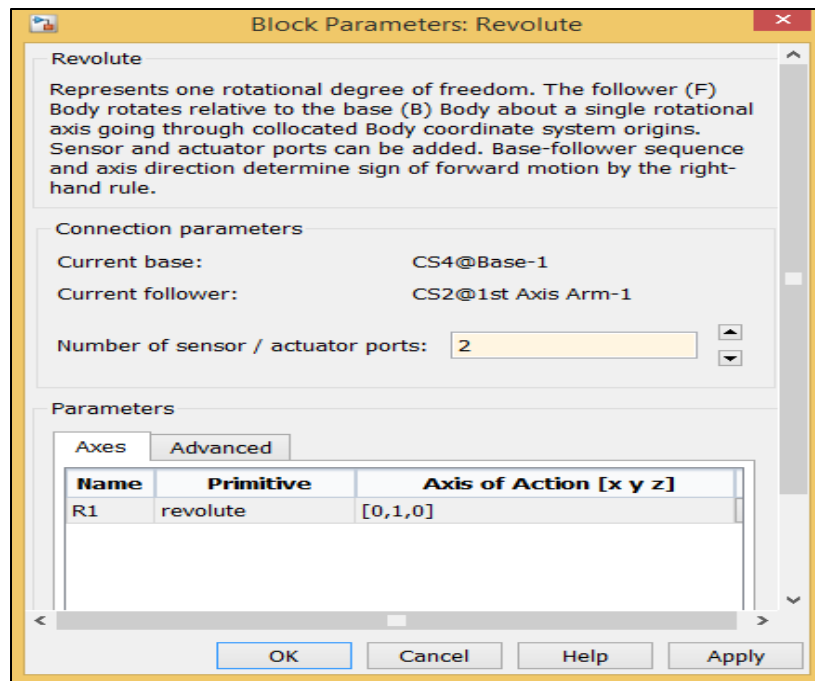 Block Parameters: Revolute
Revolute
Represents one rotational degree of freedom. The follower (F)
Body rotates relative to the base (B) Body about a single rotational
axis going through collocated Body coordinate system origins.
Sensor and actuator ports can be added. Base-follower sequence
and axis direction determine sign of forward motion by the right-
hand rule.
Connection parameters
Current base: CS4@Base-1
Current follower: CS2@1st Axis Arm-1
Number of sensor / actuator ports: 2
Parameters
Axes Advanced
Name Primitive Axis of Action [x y z]
R1 revolute [0,1,0]
OK Cancel Help Apply